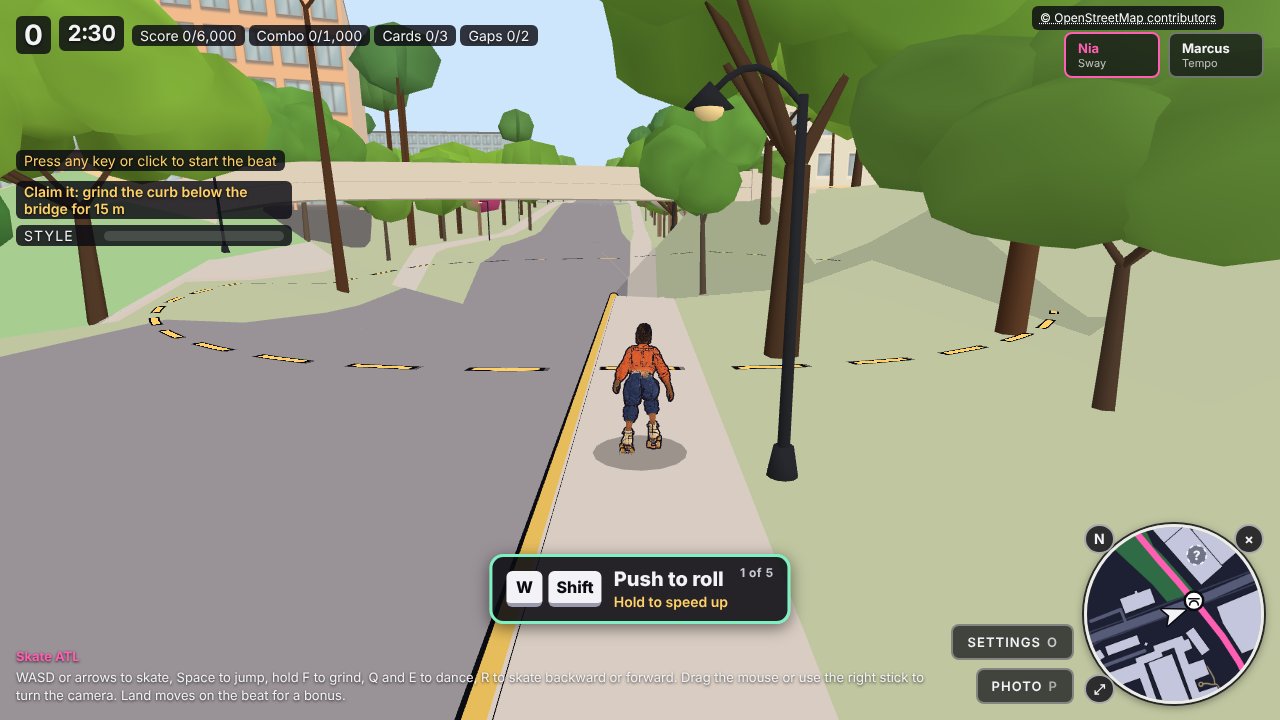 0
2:30
Score 0/6,000
Combo 0/1,000
Cards 0/3
Gaps 0/2
© OpenStreetMap contributors
Nia
Sway
Marcus
Tempo
Press any key or click to start the beat
Claim it: grind the curb below the
bridge for 15 m
STYLE
W
Shift
Push to roll
1 of 5
Hold to speed up
N
×
?
SETTINGS O
PHOTO P
Skate ATL
WASD or arrows to skate, Space to jump, hold F to grind, Q and E to dance, R to skate backward or forward. Drag the mouse or use the right stick to
turn the camera. Land moves on the beat for a bonus.